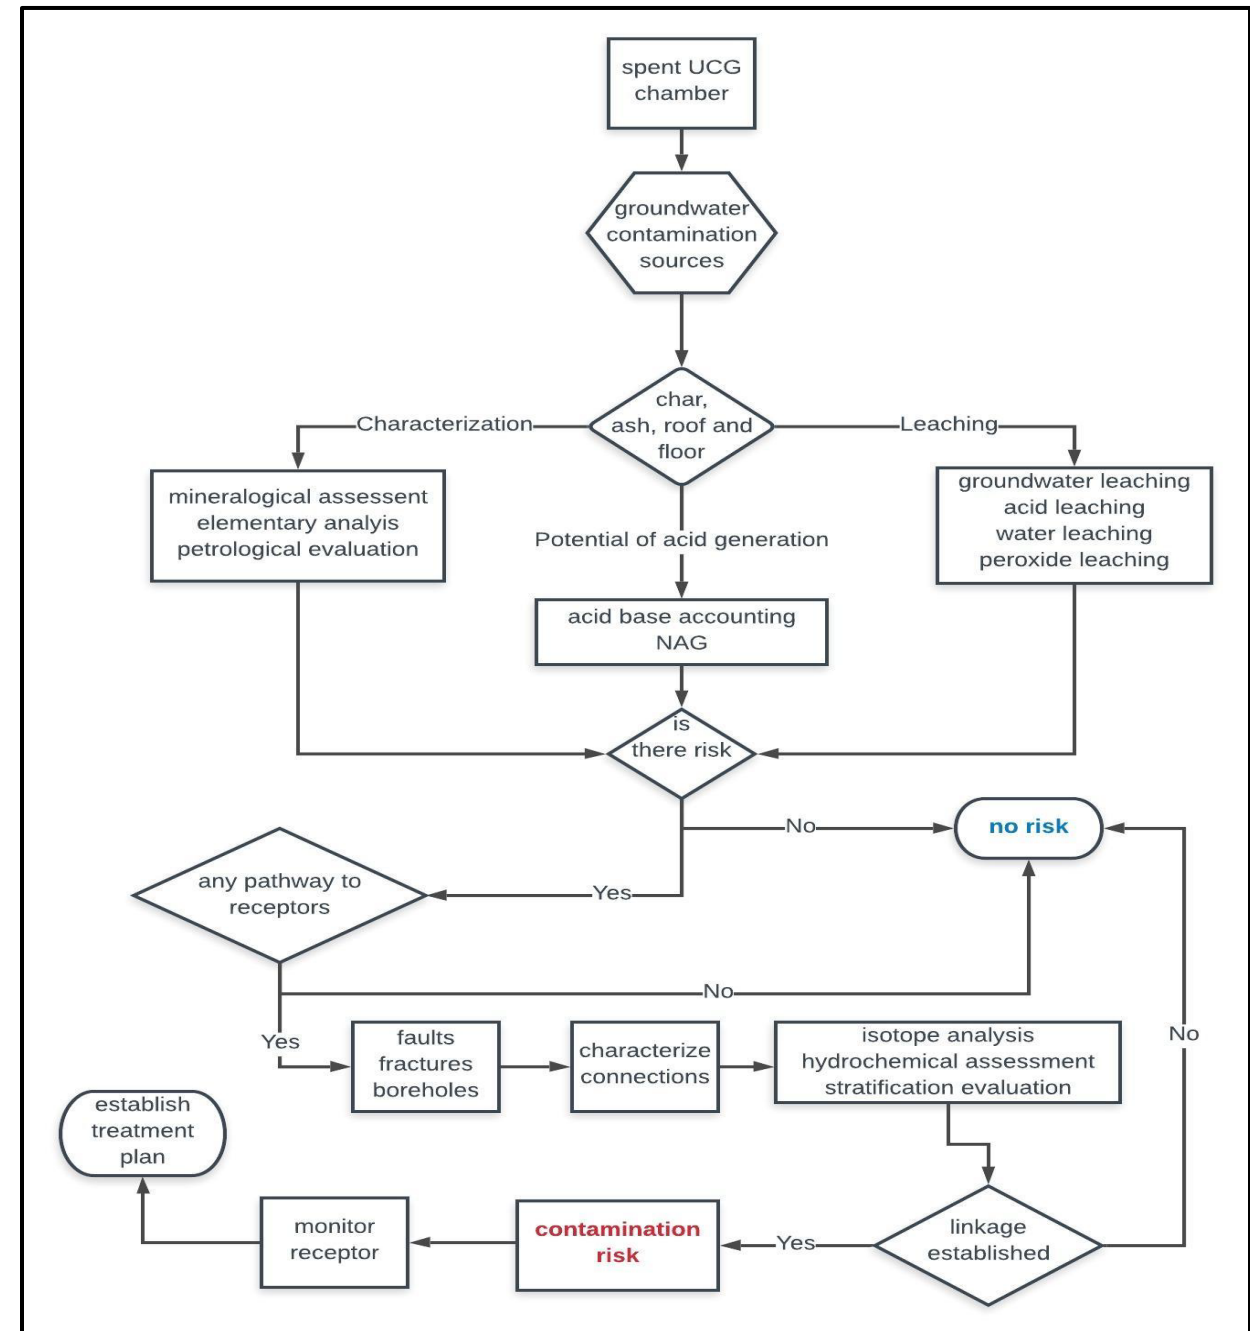 spent UCG
chamber
groundwater
contamination
sources
char,
ash, roof and
floor
Characterization
Leaching
mineralogical assessent
elementary analyis
petrological evaluation
Potential of acid generation
groundwater leaching
acid leaching
water leaching
peroxide leaching
acid base accounting
NAG
is
there risk
No
no risk
Yes
any pathway to
receptors
No
Yes
faults
fractures
boreholes
characterize
connections
isotope analysis
hydrochemical assessment
stratification evaluation
No
linkage
established
Yes
contamination
risk
monitor
receptor
establish
treatment
plan